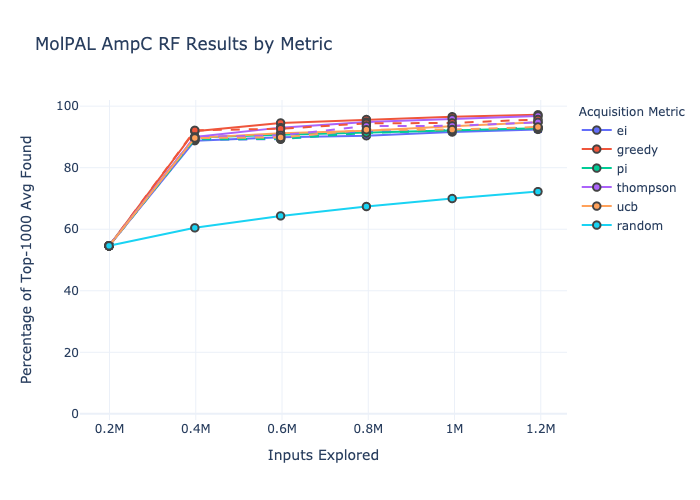 MolPAL AmpC RF Results by Metric
Percentage of Top-1000 Avg Found
100
80
60
40
20
0
0.2M 0.4M 0.6M 0.8M 1M 1.2M
Inputs Explored
Acquisition Metric
ei
greedy
pi
thompson
ucb
random